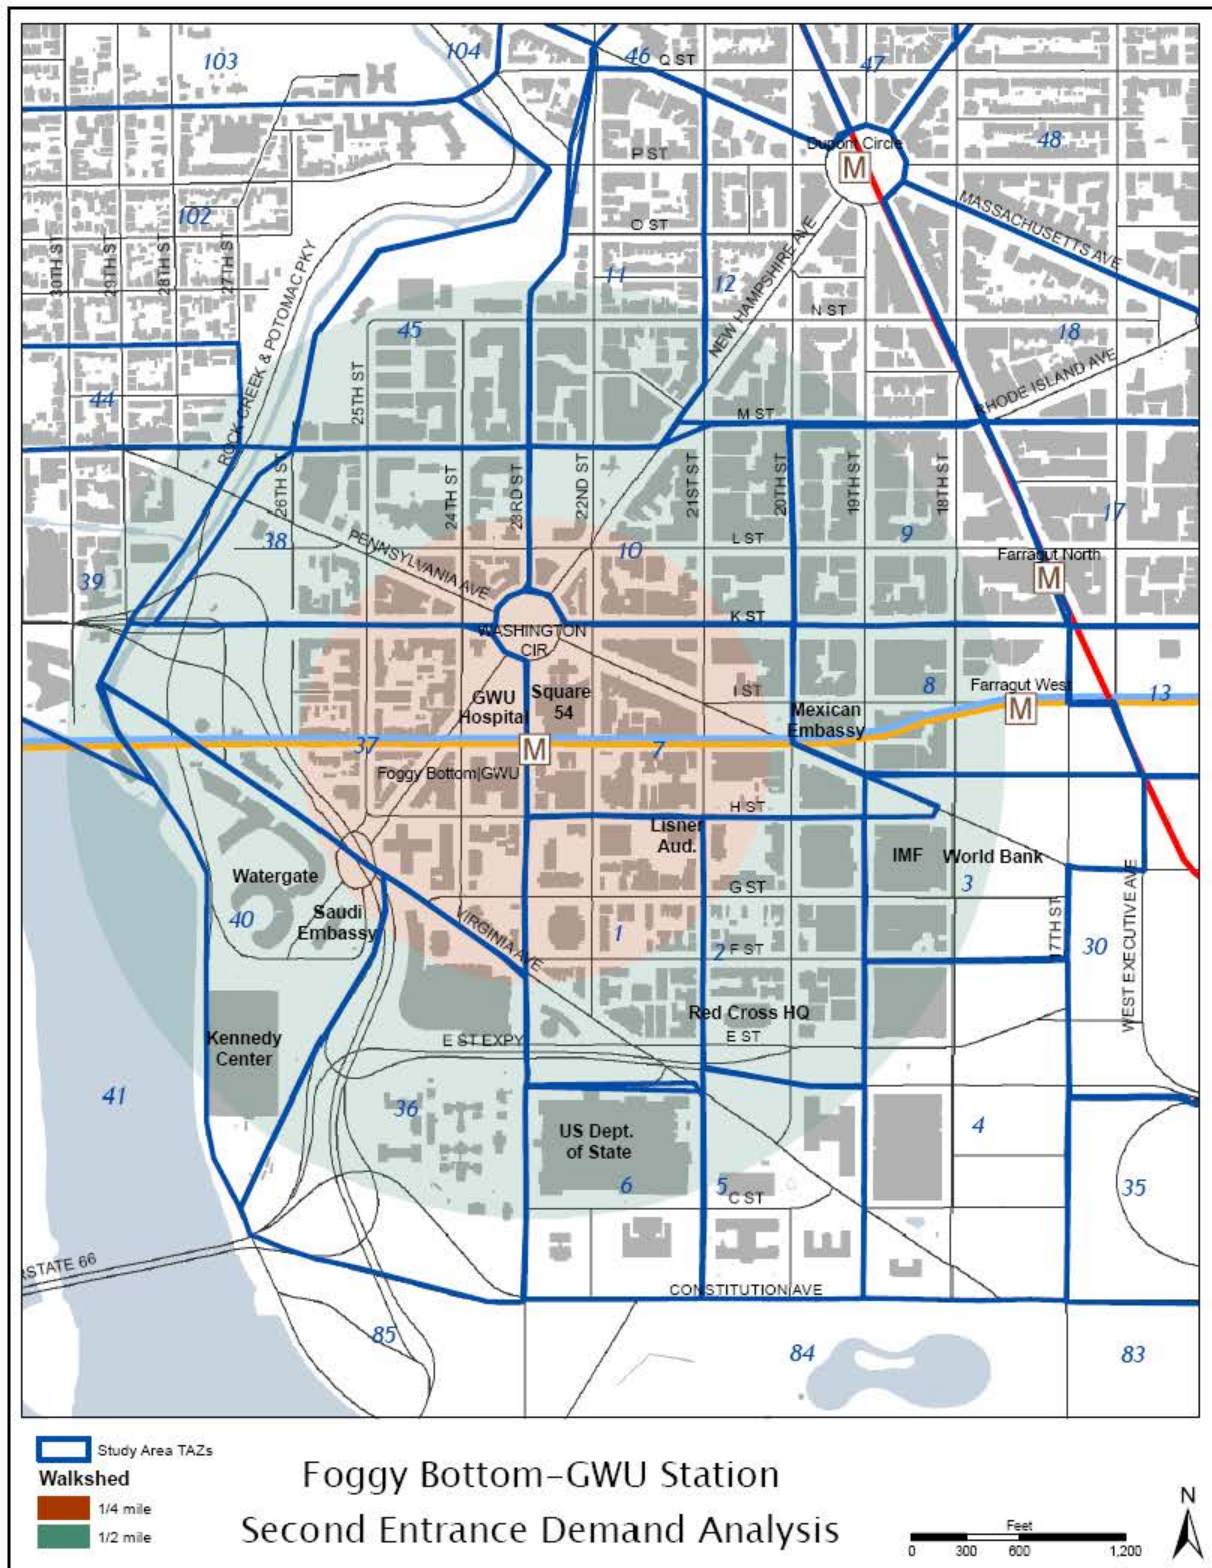 103
104
46
Q ST
47
48
Dupont Circle
M
P ST
MASSACHUSETTS AVE
102
O ST
30TH ST
29TH ST
28TH ST
27TH ST
ROCK CREEK & POTOMAC PKY
11
12
NEW HAMPSHIRE AVE
N ST
18
45
25TH ST
RHODE ISLAND AVE
44
M ST
26TH ST
24TH ST
23RD ST
22ND ST
21ST ST
20TH ST
19TH ST
18TH ST
17
38
PENNSYLVANIA AVE
10
L ST
9
Farragut North
M
39
K ST
WASHINGTON
CIR
GWU
Hospital
Square
54
I ST
8
Farragut West
M
13
Mexican
Embassy
37
M
7
Foggy Bottom|GWU
H ST
Lisner
Aud.
IMF
World Bank
Watergate
G ST
3
WEST EXECUTIVE AVE
40
Saudi
Embassy
VIRGINIA AVE
1
2
F ST
17TH ST
30
Red Cross HQ
Kennedy
Center
E ST EXPY
E ST
41
36
US Dept.
of State
4
6
5
C ST
35
RSTATE 66
CONSTITUTION AVE
85
84
83
Study Area TAZs
Walkshed
1/4 mile
1/2 mile
Foggy Bottom-GWU Station
Second Entrance Demand Analysis
Feet
0 300 600 1,200
N